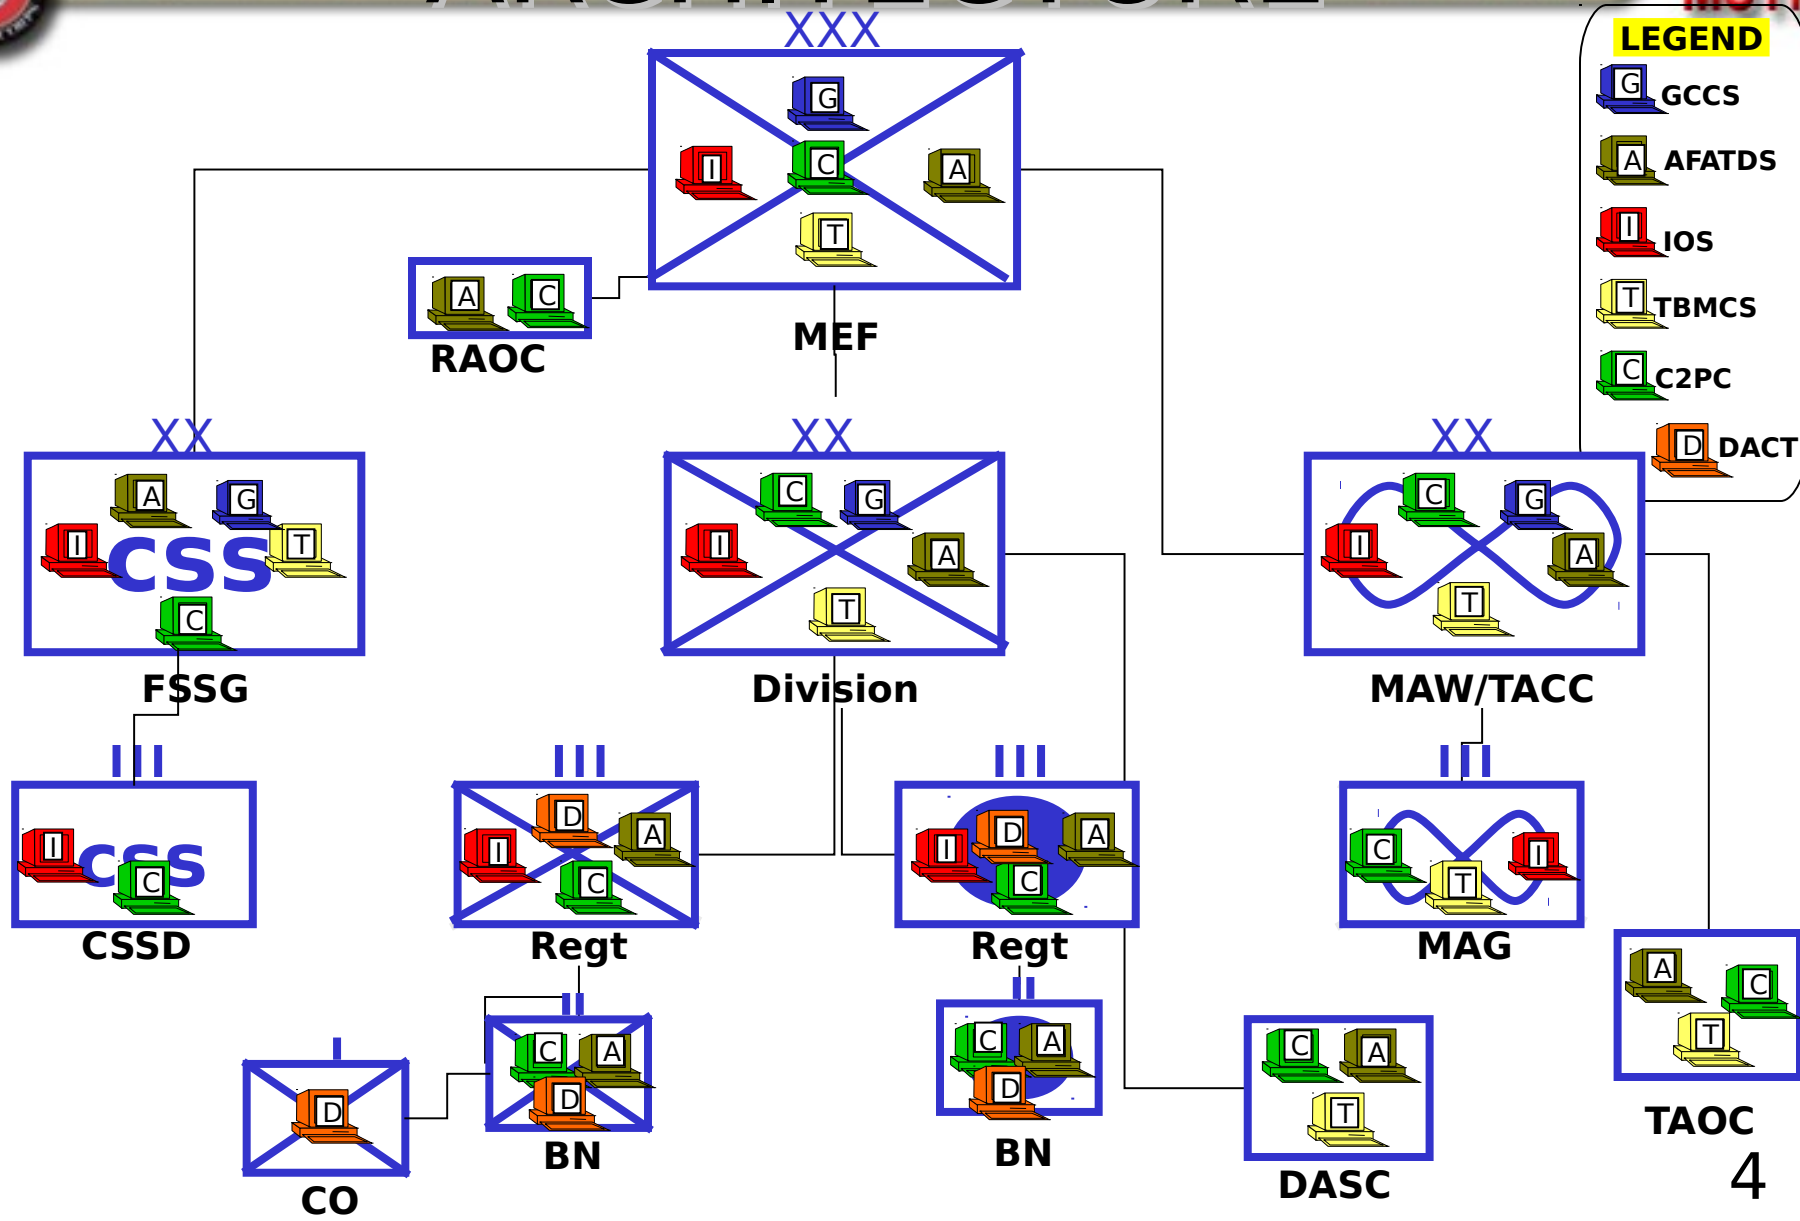 ARCHITECTURE
XXX
LEGEND
G GCCS
A AFATDS
I IOS
T TBMCS
C C2PC
D DACT
G
I
C
A
T
MEF
A
C
RAOC
XX
A
G
I
css
T
C
FSSG
XX
C
G
I
A
T
Division
XX
C
G
I
A
T
MAW/TACC
III
I
css
C
CSSD
III
D
A
I
C
Regt
III
D
A
I
C
Regt
III
C
I
T
MAG
A
C
T
TAOC
I
D
CO
II
C
A
D
BN
II
C
A
D
BN
C
A
T
DASC
4